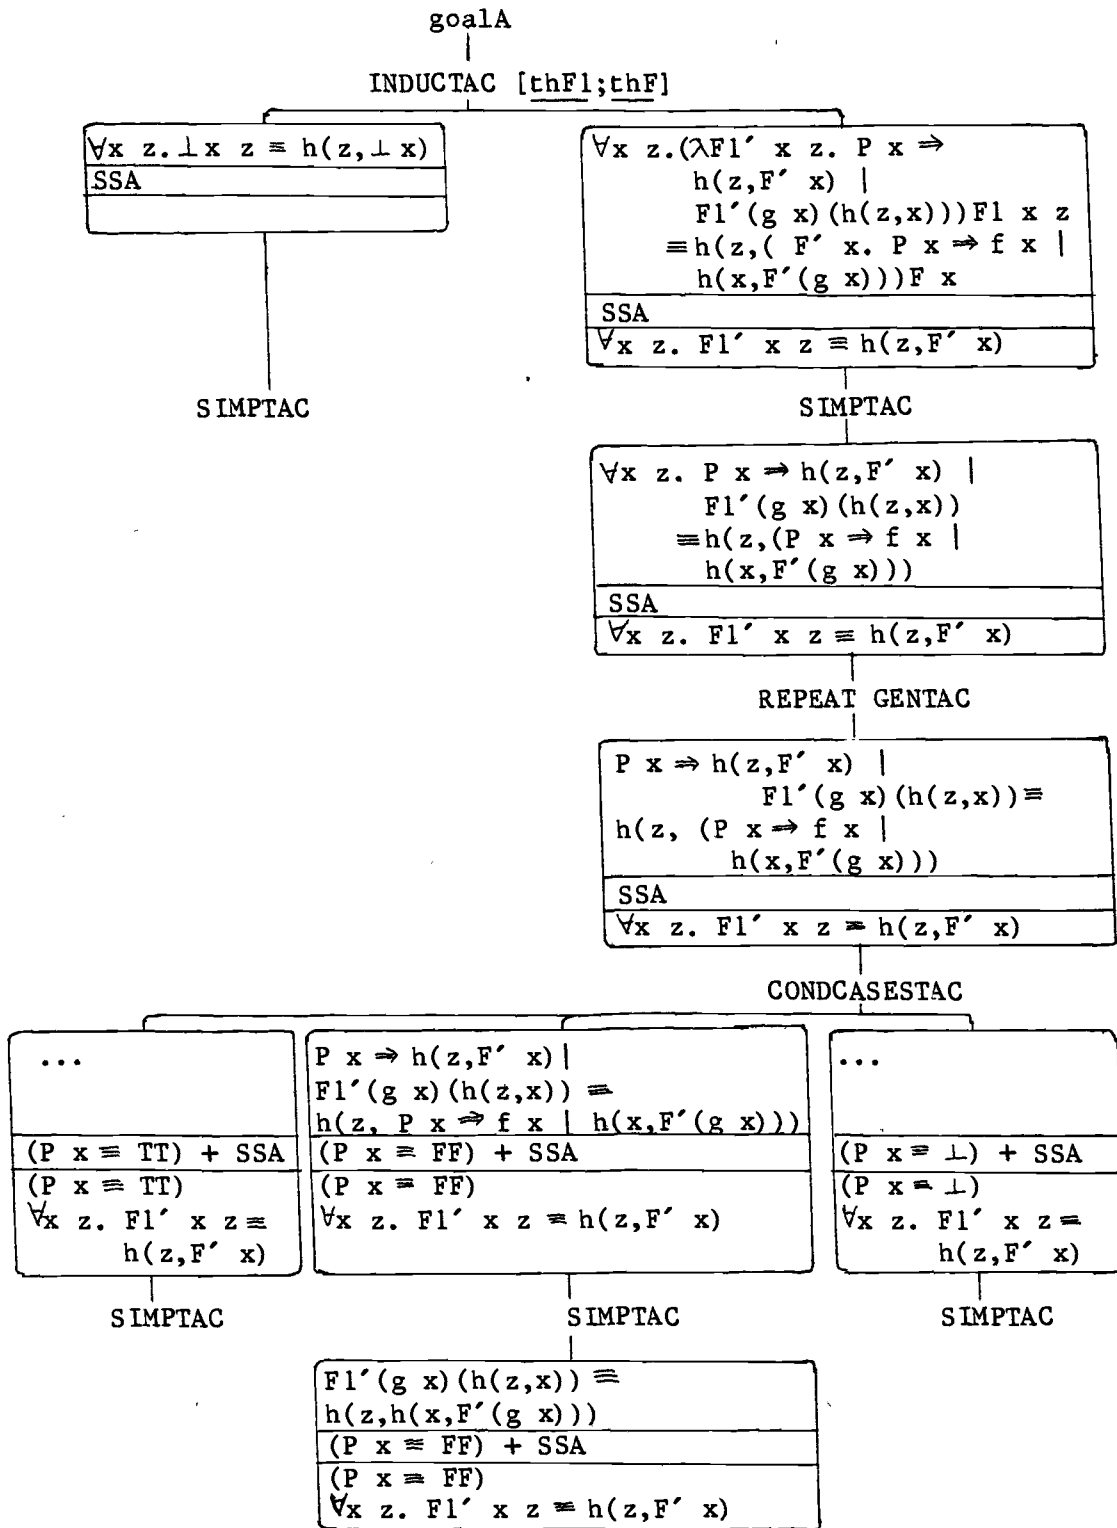 goalA
INDUCTAC [thF1;thF]
∀x z.⊥x z ≡ h(z,⊥ x)
SSA
∀x z.(λF1′ x z. P x ⇒
h(z,F′ x) |
F1′(g x)(h(z,x)))F1 x z
≡h(z,( F′ x. P x ⇒ f x |
h(x,F′(g x)))F x
SSA
∀x z. F1′ x z ≡ h(z,F′ x)
SIMPTAC
SIMPTAC
∀x z. P x ⇒ h(z,F′ x) |
F1′(g x)(h(z,x))
≡h(z,(P x ⇒ f x |
h(x,F′(g x)))
SSA
∀x z. F1′ x z ≡ h(z,F′ x)
REPEAT GENTAC
P x ⇒ h(z,F′ x) |
F1′(g x)(h(z,x))≡
h(z, (P x ⇒ f x |
h(x,F′(g x)))
SSA
∀x z. F1′ x z ≡ h(z,F′ x)
CONDCASESTAC
...
(P x ≡ TT) + SSA
(P x ≡ TT)
∀x z. F1′ x z≡
h(z,F′ x)
P x ⇒ h(z,F′ x)|
F1′(g x)(h(z,x)) ≡
h(z, P x ⇒ f x | h(x,F′(g x)))
(P x ≡ FF) + SSA
(P x ≡ FF)
∀x z. F1′ x z ≡ h(z,F′ x)
...
(P x ≡ ⊥) + SSA
(P x ≡ ⊥)
∀x z. F1′ x z≡
h(z,F′ x)
SIMPTAC
SIMPTAC
SIMPTAC
F1′(g x)(h(z,x)) ≡
h(z,h(x,F′(g x)))
(P x ≡ FF) + SSA
(P x ≡ FF)
∀x z. F1′ x z ≡ h(z,F′ x)